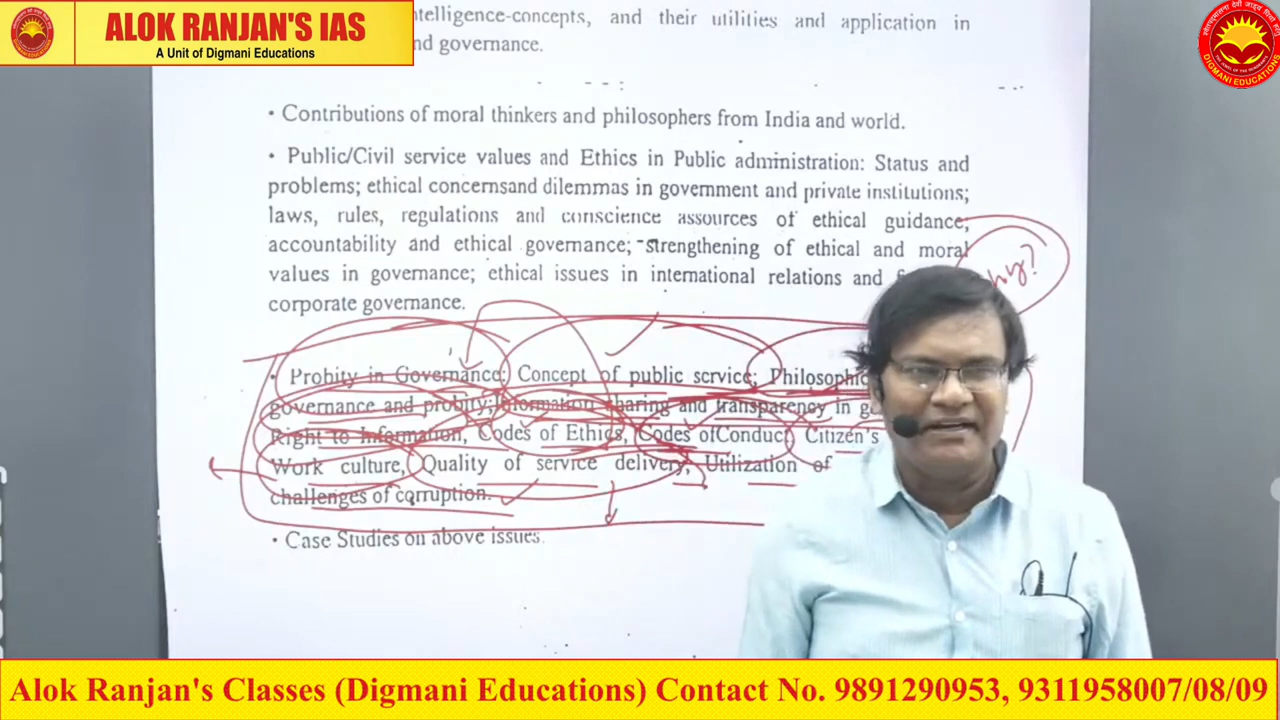 ALOK RANJAN'S IAS
A Unit of Digmani Educations
DIGMANI EDUCATIONS
ntelligence-concepts, and their utilities and application in
nd governance.
• Contributions of moral thinkers and philosophers from India and world.
• Public/Civil service values and Ethics in Public administration: Status and
problems; ethical concernsand dilemmas in government and private institutions;
laws, rules, regulations and conscience assources of ethical guidance;
accountability and ethical governance; strengthening of ethical and moral
values in governance; ethical issues in international relations and f
corporate governance.
• Probity in Governance: Concept of public service; Philosophic
governance and probity; Information sharing and transparency in g
Right to Information, Codes of Ethics, Codes ofConduct, Citizen's
Work culture, Quality of service delivery, Utilization of
challenges of corruption.
• Case Studies on above issues.
Alok Ranjan's Classes (Digmani Educations) Contact No. 9891290953, 9311958007/08/09